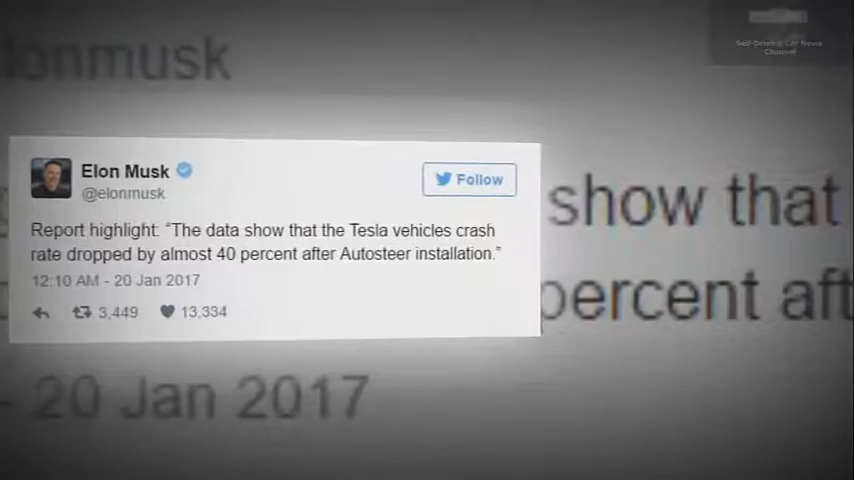 lonmusk
Self-Driving Car News
Channel
Elon Musk
@elonmusk
Follow
Report highlight: “The data show that the Tesla vehicles crash
rate dropped by almost 40 percent after Autosteer installation.”
12:10 AM - 20 Jan 2017
3,449 13,334
show that
percent aft
- 20 Jan 2017